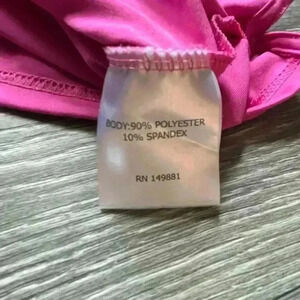 BODY:90% POLYESTER
10% SPANDEX
RN 149881